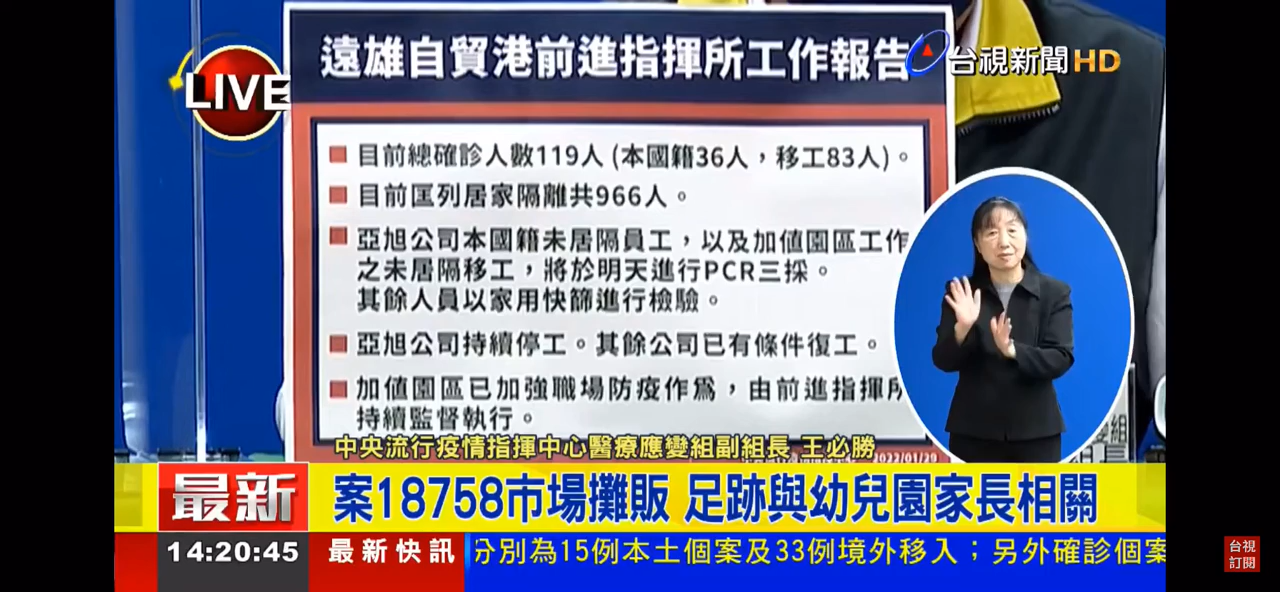 遠雄自貿港前進指揮所工作報告
台視新聞HD
LIVE
目前總確診人數119人 (本國籍36人，移工83人)。
目前匡列居家隔離共966人。
亞旭公司本國籍未居隔員工，以及加值園區工作
之未居隔移工，將於明天進行PCR三採。
其餘人員以家用快篩進行檢驗。
亞旭公司持續停工。其餘公司已有條件復工。
加值園區已加強職場防疫作為，由前進指揮所
持續監督執行。
2022/01/29
中央流行疫情指揮中心醫療應變組副組長 王必勝
最新
案18758市場攤販 足跡與幼兒園家長相關
14:20:45
最新快訊
分別為15例本土個案及33例境外移入；另外確診個案
台視
訂閱